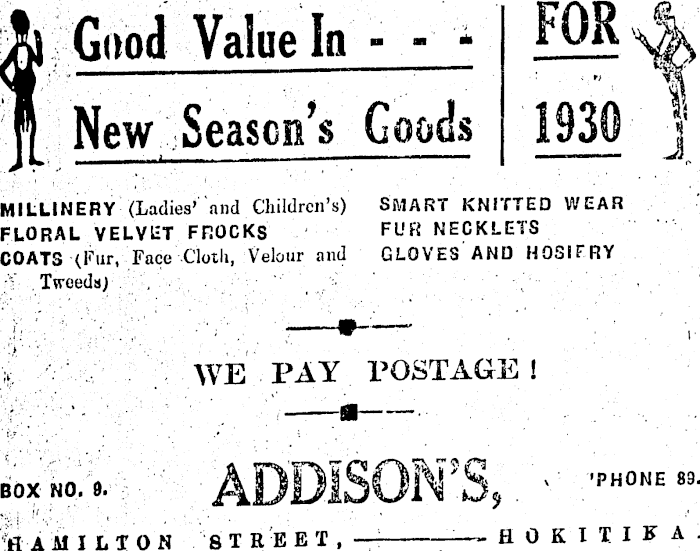 Good Value In - - -
New Season's Goods
FOR
1930
MILLINERY (Ladies' and Children's)
FLORAL VELVET FROCKS
COATS (Fur, Face Cloth, Velour and
Tweeds)
SMART KNITTED WEAR
FUR NECKLETS
GLOVES AND HOSIERY
WE PAY POSTAGE!
ADDISON'S,
BOX NO. 9.
'PHONE 89.
HAMILTON STREET, ——— HOKITIKA